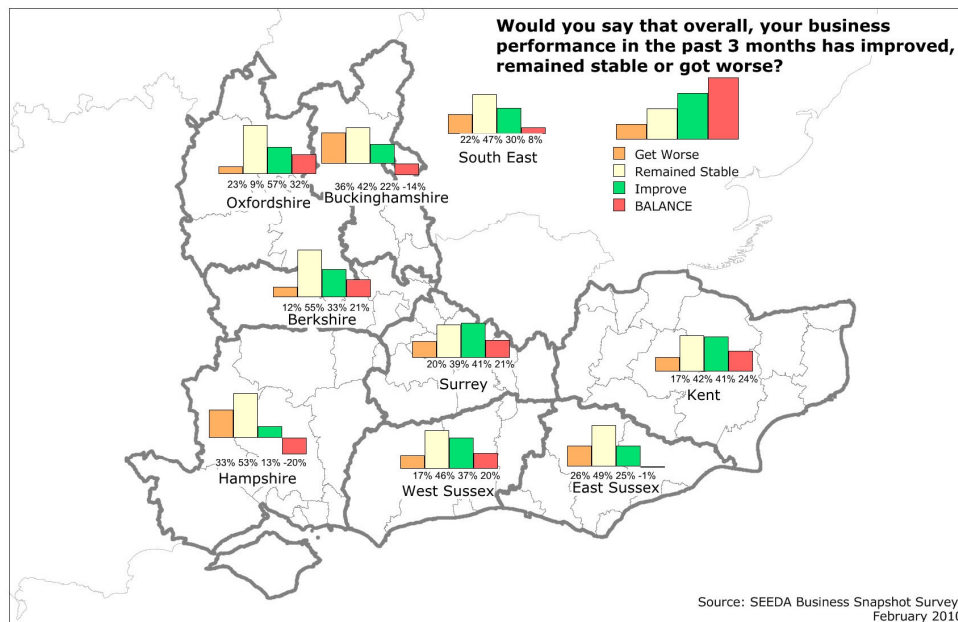 Would you say that overall, your business
performance in the past 3 months has improved,
remained stable or got worse?
22% 47% 30% 8%
South East
Get Worse
Remained Stable
Improve
BALANCE
23% 9% 57% 32%
Oxfordshire
36% 42% 22% -14%
Buckinghamshire
12% 55% 33% 21%
Berkshire
20% 39% 41% 21%
Surrey
17% 42% 41% 24%
Kent
33% 53% 13% -20%
Hampshire
17% 46% 37% 20%
West Sussex
26% 49% 25% -1%
East Sussex
Source: SEEDA Business Snapshot Survey
February 2010